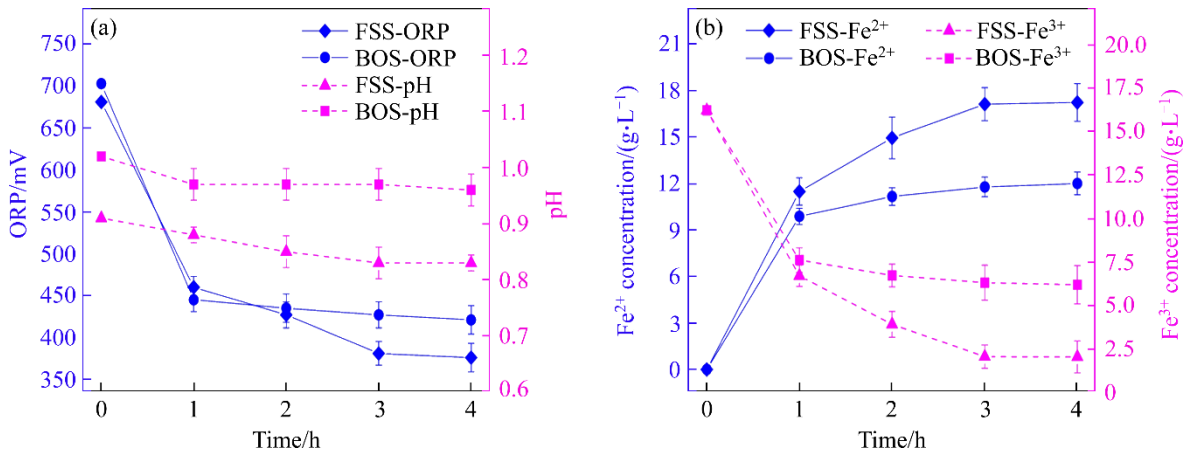 (a)
FSS-ORP
BOS-ORP
FSS-pH
BOS-pH
750
700
650
600
550
500
450
400
350
ORP/mV
1.2
1.1
1.0
0.9
0.8
0.7
0.6
pH
0 1 2 3 4
Time/h
(b)
FSS-Fe²⁺ FSS-Fe³⁺
BOS-Fe²⁺ BOS-Fe³⁺
21
18
15
12
9
6
3
0
Fe²⁺ concentration/(g·L⁻¹)
20.0
17.5
15.0
12.5
10.0
7.5
5.0
2.5
0
Fe³⁺ concentration/(g·L⁻¹)
0 1 2 3 4
Time/h